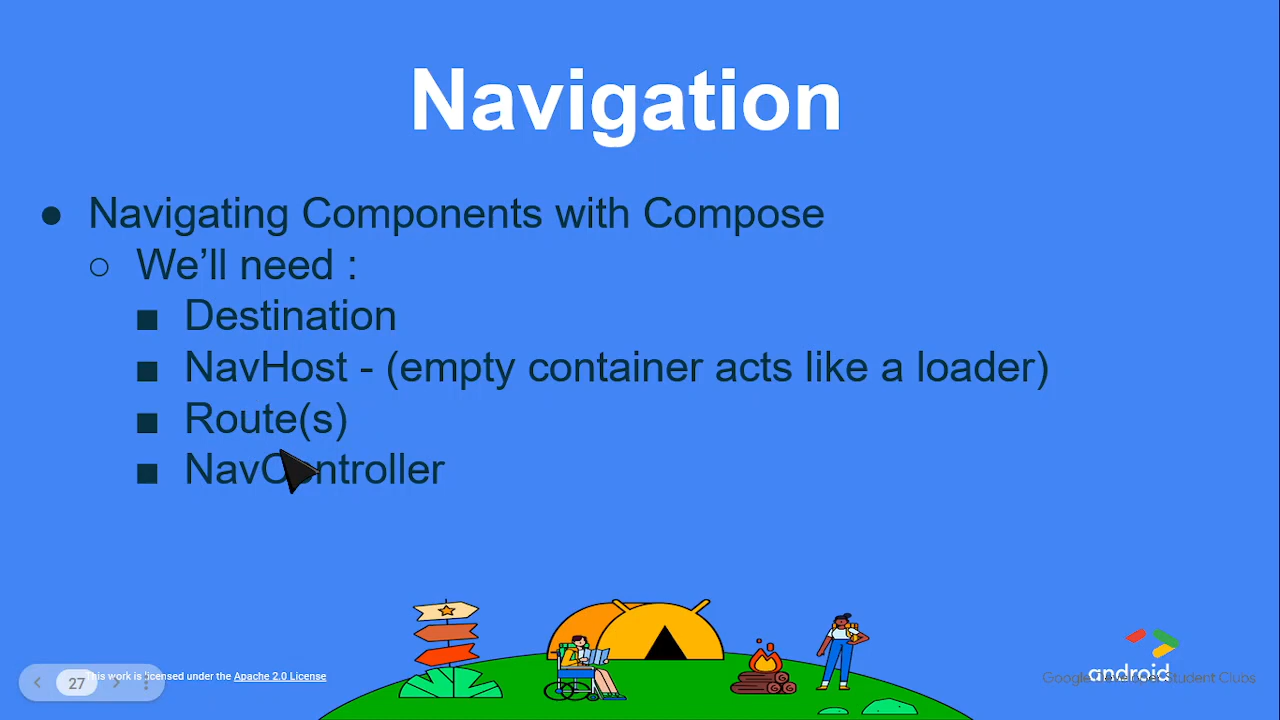 Navigation
● Navigating Components with Compose
○ We’ll need :
■ Destination
■ NavHost - (empty container acts like a loader)
■ Route(s)
■ NavController
27
This work is licensed under the Apache 2.0 License
android
Google Developer Student Clubs